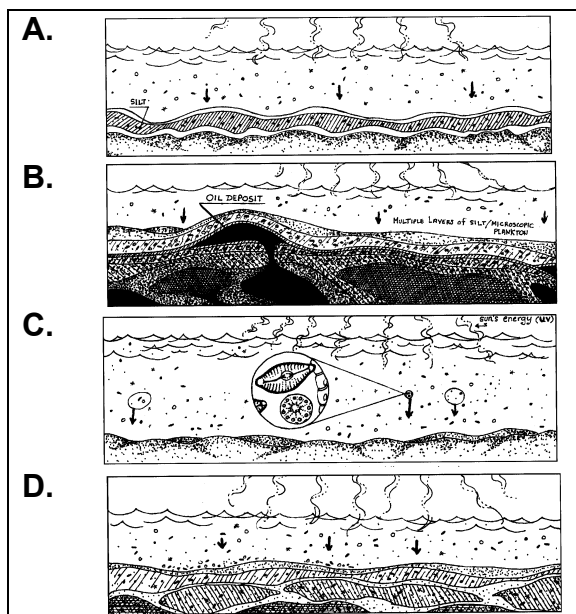 A.
SILT
B.
OIL DEPOSIT
MULTIPLE LAYERS OF SILT/MICROSCOPIC
PLANKTON
C.
sun's energy (uv)
D.